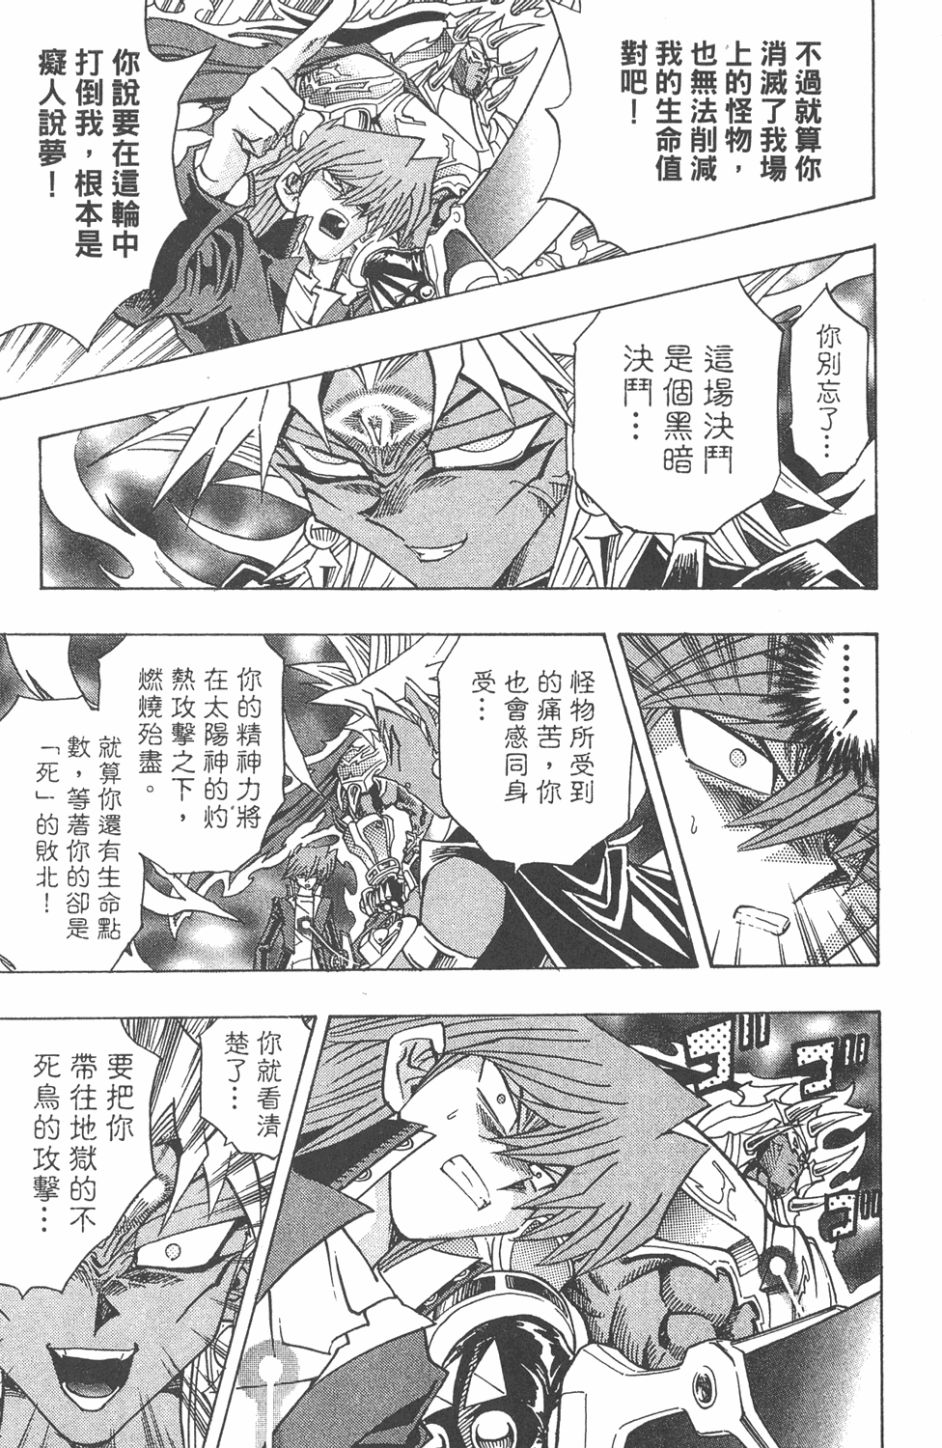 不過就算你
消滅了我場
上的怪物，
也無法削減
我的生命值
對吧！
你說要在這輪中
打倒我，根本是
癡人說夢！
你別忘了…
這場決鬥
是個黑暗
決鬥…
……！
怪物所受到
的痛苦，你
也會感同身
受…
你的精神力將
在太陽神的灼
熱攻擊之下，
燃燒殆盡。
就算你還有生命點
數，等著你的卻是
「死」的敗北！
ゴゴゴゴ
你就看清
楚了…
要把你
帶往地獄的不
死鳥的攻擊…